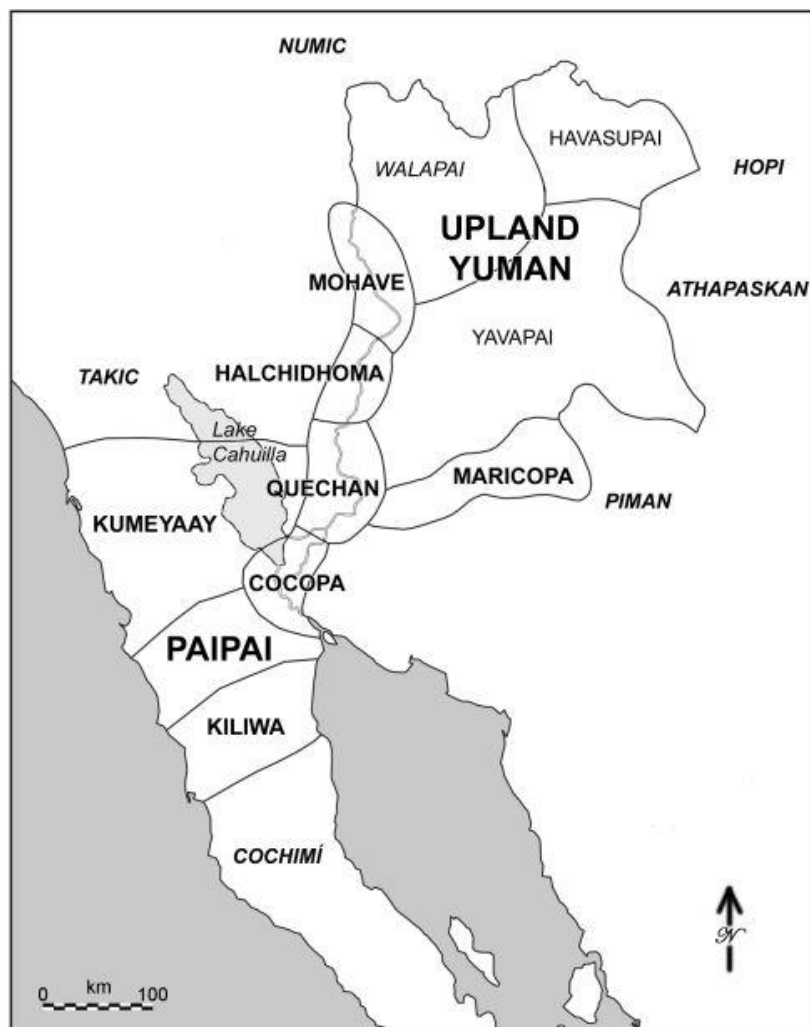 NUMIC
HAVASUPAI
WALAPAI
HOPI
UPLAND
YUMAN
MOHAVE
ATHAPASKAN
YAVAPAI
TAKIC
HALCHIDHOMA
Lake
Cahuilla
MARICOPA
QUECHAN
PIMAN
KUMEYAAY
COCOPA
PAIPAI
KILIWA
COCHIMÍ
N
km
0 100